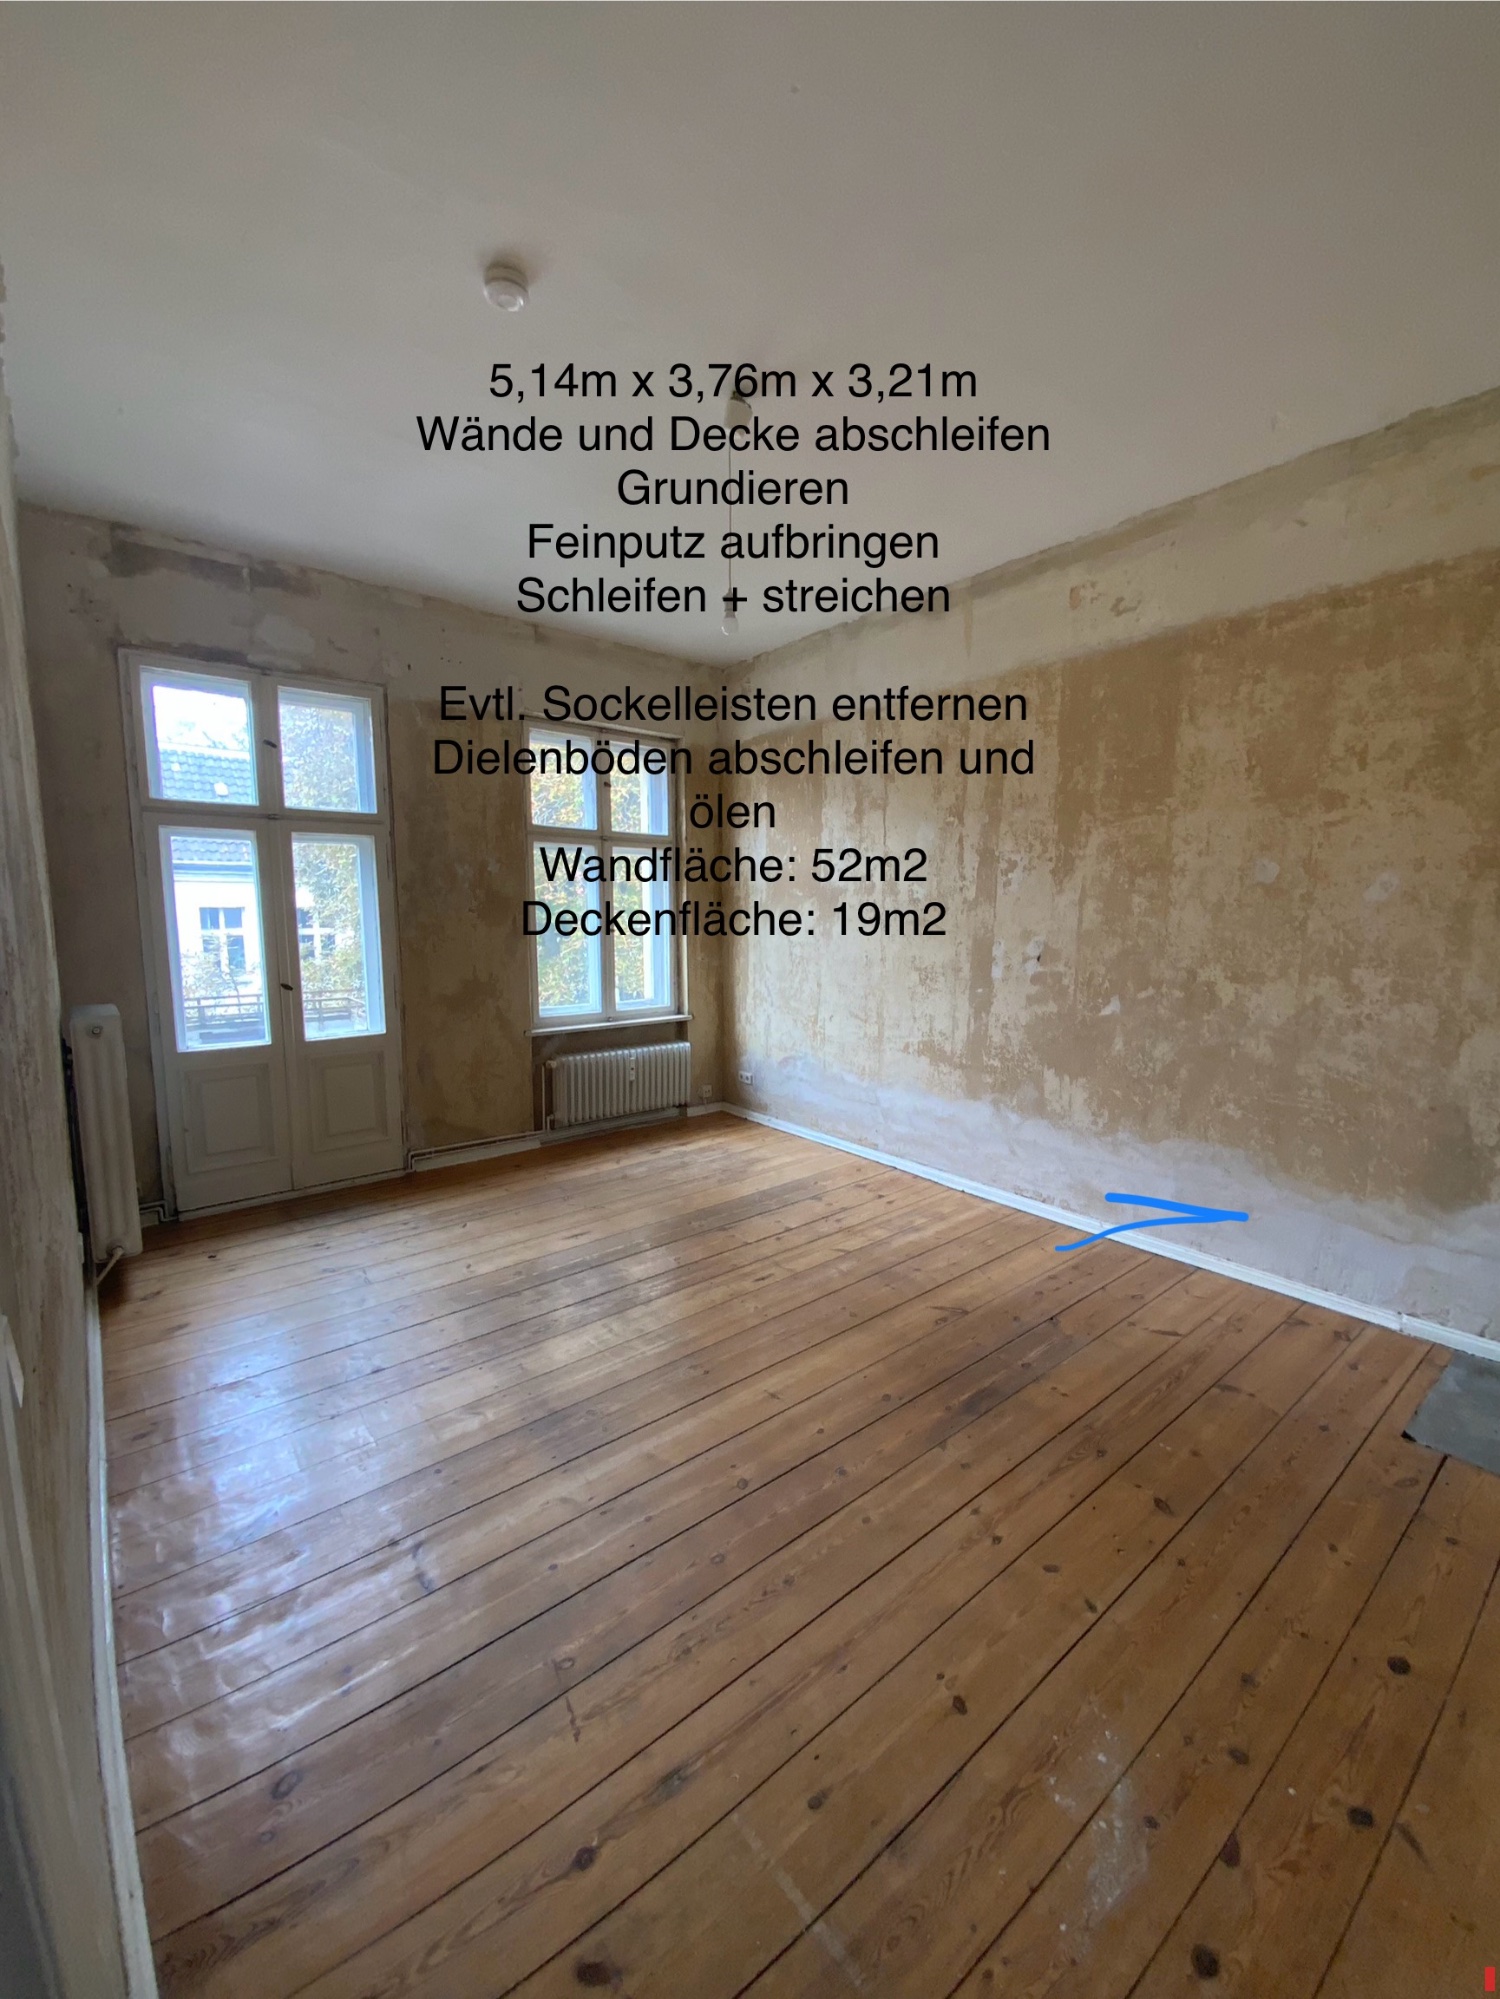 5,14m x 3,76m x 3,21m
Wände und Decke abschleifen
Grundieren
Feinputz aufbringen
Schleifen + streichen
Evtl. Sockelleisten entfernen
Dielenböden abschleifen und
ölen
Wandfläche: 52m2
Deckenfläche: 19m2